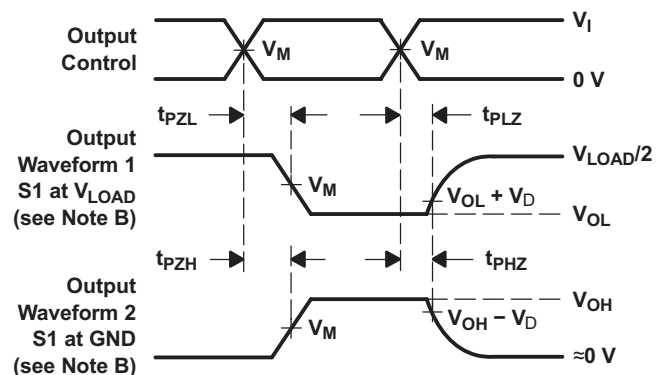 Output
Control
V_M
V_M
V_I
0 V
t_PZL
t_PLZ
Output
Waveform 1
S1 at V_LOAD
(see Note B)
V_M
V_LOAD/2
V_OL + V_D
V_OL
t_PZH
t_PHZ
Output
Waveform 2
S1 at GND
(see Note B)
V_M
V_OH
V_OH − V_D
≈0 V